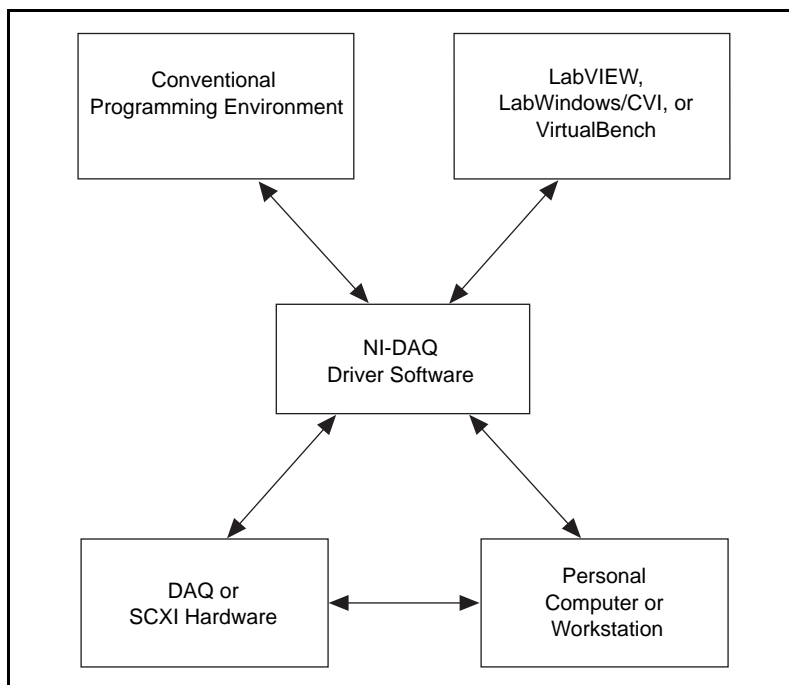 Conventional
Programming Environment
LabVIEW,
LabWindows/CVI, or
VirtualBench
NI-DAQ
Driver Software
DAQ or
SCXI Hardware
Personal
Computer or
Workstation